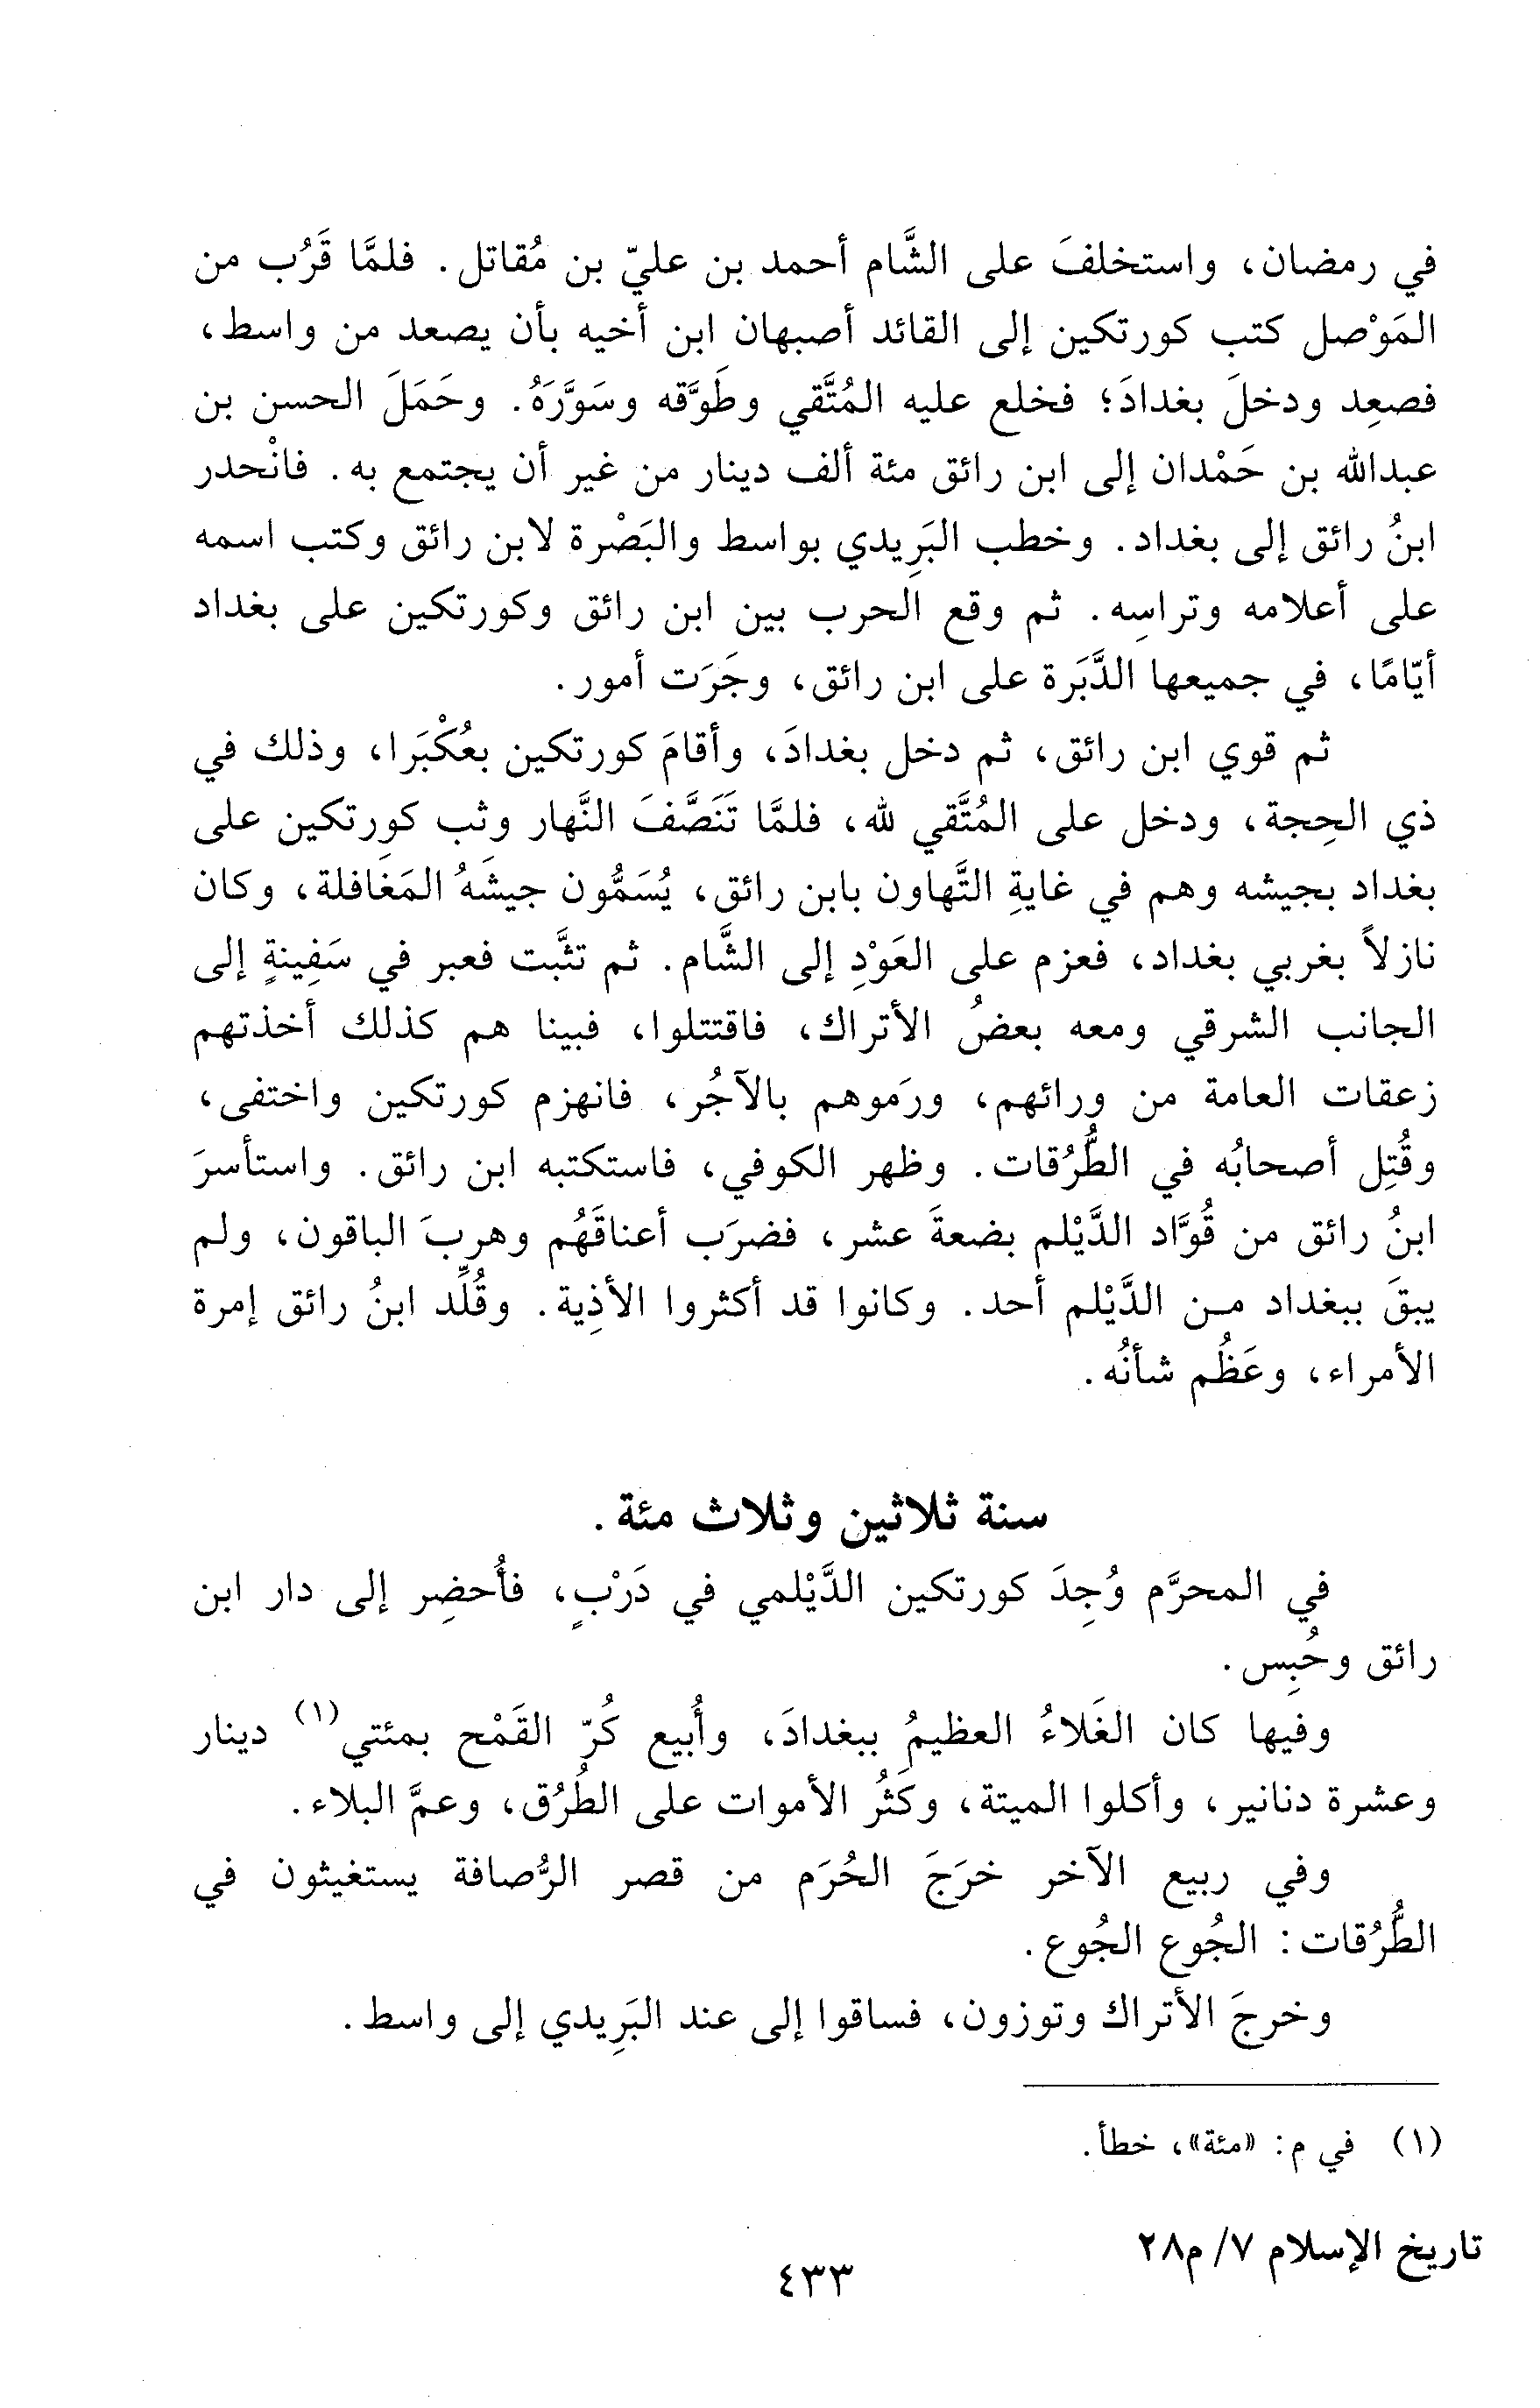 في رمضان، واستخلفَ على الشَّام أحمد بن عليّ بن مُقاتل. فلمَّا قَرُب من
المَوْصل كتب كورتكين إلى القائد أصبهان ابن أخيه بأن يصعد من واسط،
فصعِد ودخلَ بغدادَ؛ فخلع عليه المُتَّقي وطَوَّقه وسَوَّرَهُ. وحَمَلَ الحسن بن
عبدالله بن حَمْدان إلى ابن رائق مئة ألف دينار من غير أن يجتمع به. فانْحدر
ابنُ رائق إلى بغداد. وخطب البَرِيدي بواسط والبَصْرة لابن رائق وكتب اسمه
على أعلامه وتراسِه. ثم وقع الحرب بين ابن رائق وكورتكين على بغداد
أيّامًا، في جميعها الدَّبَرة على ابن رائق، وجَرَت أمور.
ثم قوي ابن رائق، ثم دخل بغدادَ، وأقامَ كورتكين بعُكْبَرا، وذلك في
ذي الحِجة، ودخل على المُتَّقي لله، فلمَّا تَنَصَّفَ النَّهار وثب كورتكين على
بغداد بجيشه وهم في غايةِ التَّهاون بابن رائق، يُسَمُّون جيشَهُ المَغَافلة، وكان
نازلاً بغربي بغداد، فعزم على العَوْدِ إلى الشَّام. ثم تثَّبت فعبر في سَفِينةٍ إلى
الجانب الشرقي ومعه بعضُ الأتراك، فاقتتلوا، فبينا هم كذلك أخذتهم
زعقات العامة من ورائهم، ورَموهم بالآجُر، فانهزم كورتكين واختفى،
وقُتِل أصحابُه في الطُّرُقات. وظهر الكوفي، فاستكتبه ابن رائق. واستأسرَ
ابنُ رائق من قُوَّاد الدَّيْلم بضعةَ عشر، فضرَب أعناقَهُم وهربَ الباقون، ولم
يبقَ ببغداد من الدَّيْلم أحد. وكانوا قد أكثروا الأذِية. وقُلِّد ابنُ رائق إمرة
الأمراء، وعَظُم شأنُه.
سنة ثلاثين وثلاث مئة.
في المحرَّم وُجِدَ كورتكين الدَّيْلمي في دَرْبٍ، فأُحضِر إلى دار ابن
رائق وحُبِس.
وفيها كان الغَلاءُ العظيمُ ببغدادَ، وأُبيع كُرّ القَمْح بمئتي(١) دينار
وعشرة دنانير، وأكلوا الميتة، وكَثُر الأموات على الطُرُق، وعمَّ البلاء.
وفي ربيع الآخر خرَجَ الحُرَم من قصر الرُّصافة يستغيثون في
الطُّرُقات: الجُوع الجُوع.
وخرجَ الأتراك وتوزون، فساقوا إلى عند البَرِيدي إلى واسط.
(١) في م: «مئة»، خطأ.
تاريخ الإسلام ٧/ م٢٨
٤٣٣